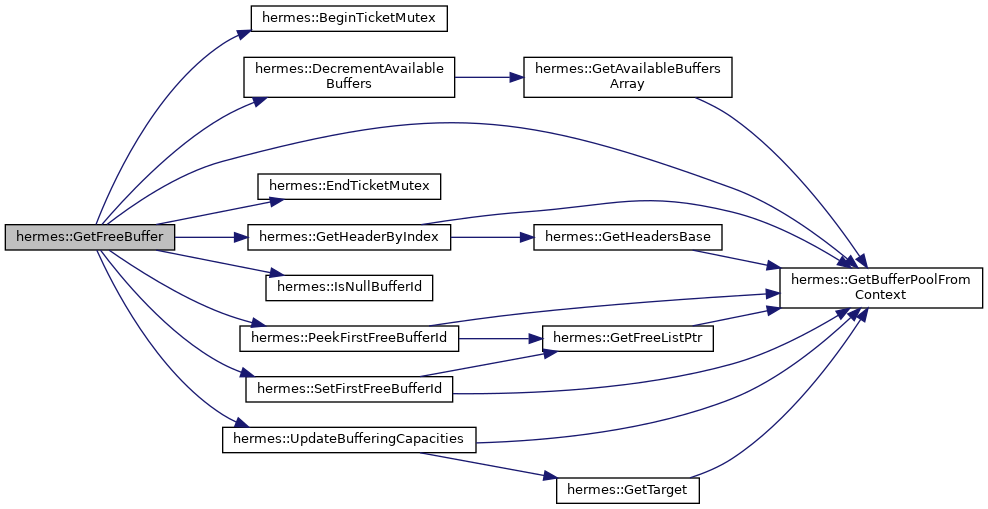 hermes::BeginTicketMutex
hermes::DecrementAvailable
Buffers
hermes::GetAvailableBuffers
Array
hermes::EndTicketMutex
hermes::GetFreeBuffer
hermes::GetHeaderByIndex
hermes::GetHeadersBase
hermes::IsNullBufferId
hermes::GetBufferPoolFrom
Context
hermes::PeekFirstFreeBufferId
hermes::GetFreeListPtr
hermes::SetFirstFreeBufferId
hermes::UpdateBufferingCapacities
hermes::GetTarget